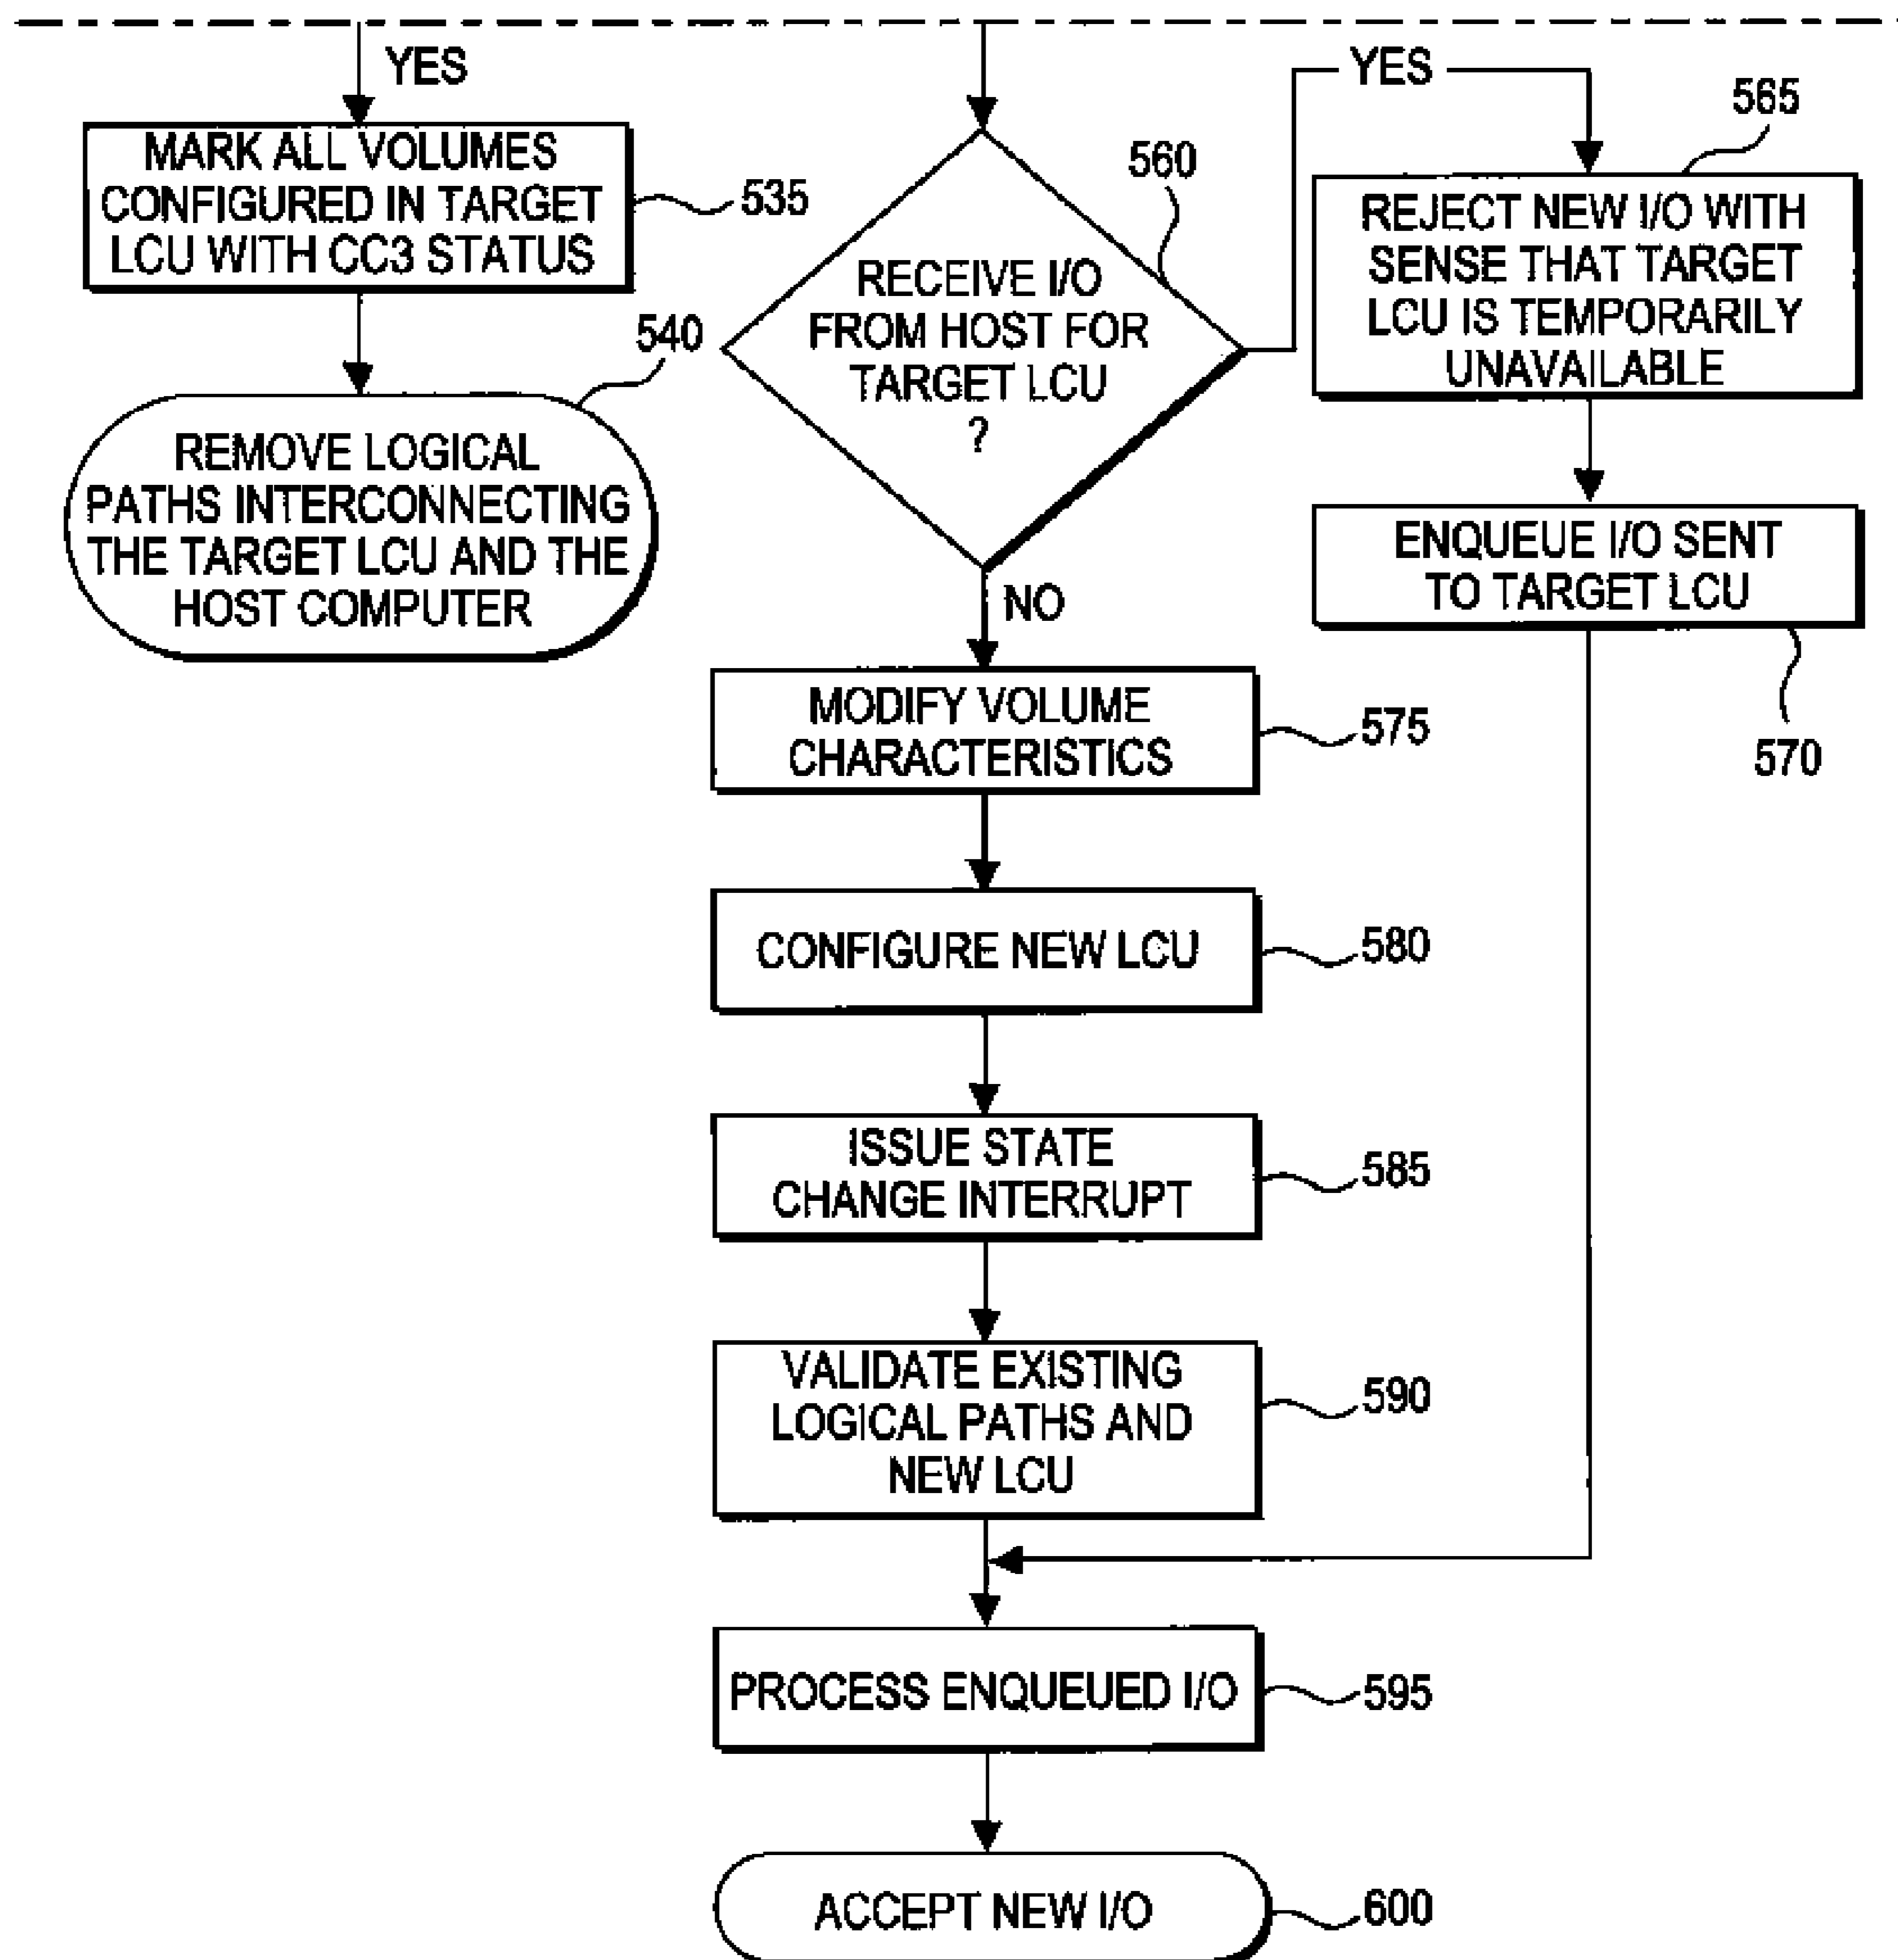 YES
MARK ALL VOLUMES
CONFIGURED IN TARGET
LCU WITH CC3 STATUS
535
REMOVE LOGICAL
PATHS INTERCONNECTING
THE TARGET LCU AND THE
HOST COMPUTER
540
RECEIVE I/O
FROM HOST FOR
TARGET LCU
?
560
YES
REJECT NEW I/O WITH
SENSE THAT TARGET
LCU IS TEMPORARILY
UNAVAILABLE
565
ENQUEUE I/O SENT
TO TARGET LCU
570
NO
MODIFY VOLUME
CHARACTERISTICS
575
CONFIGURE NEW LCU
580
ISSUE STATE
CHANGE INTERRUPT
585
VALIDATE EXISTING
LOGICAL PATHS AND
NEW LCU
590
PROCESS ENQUEUED I/O
595
ACCEPT NEW I/O
600